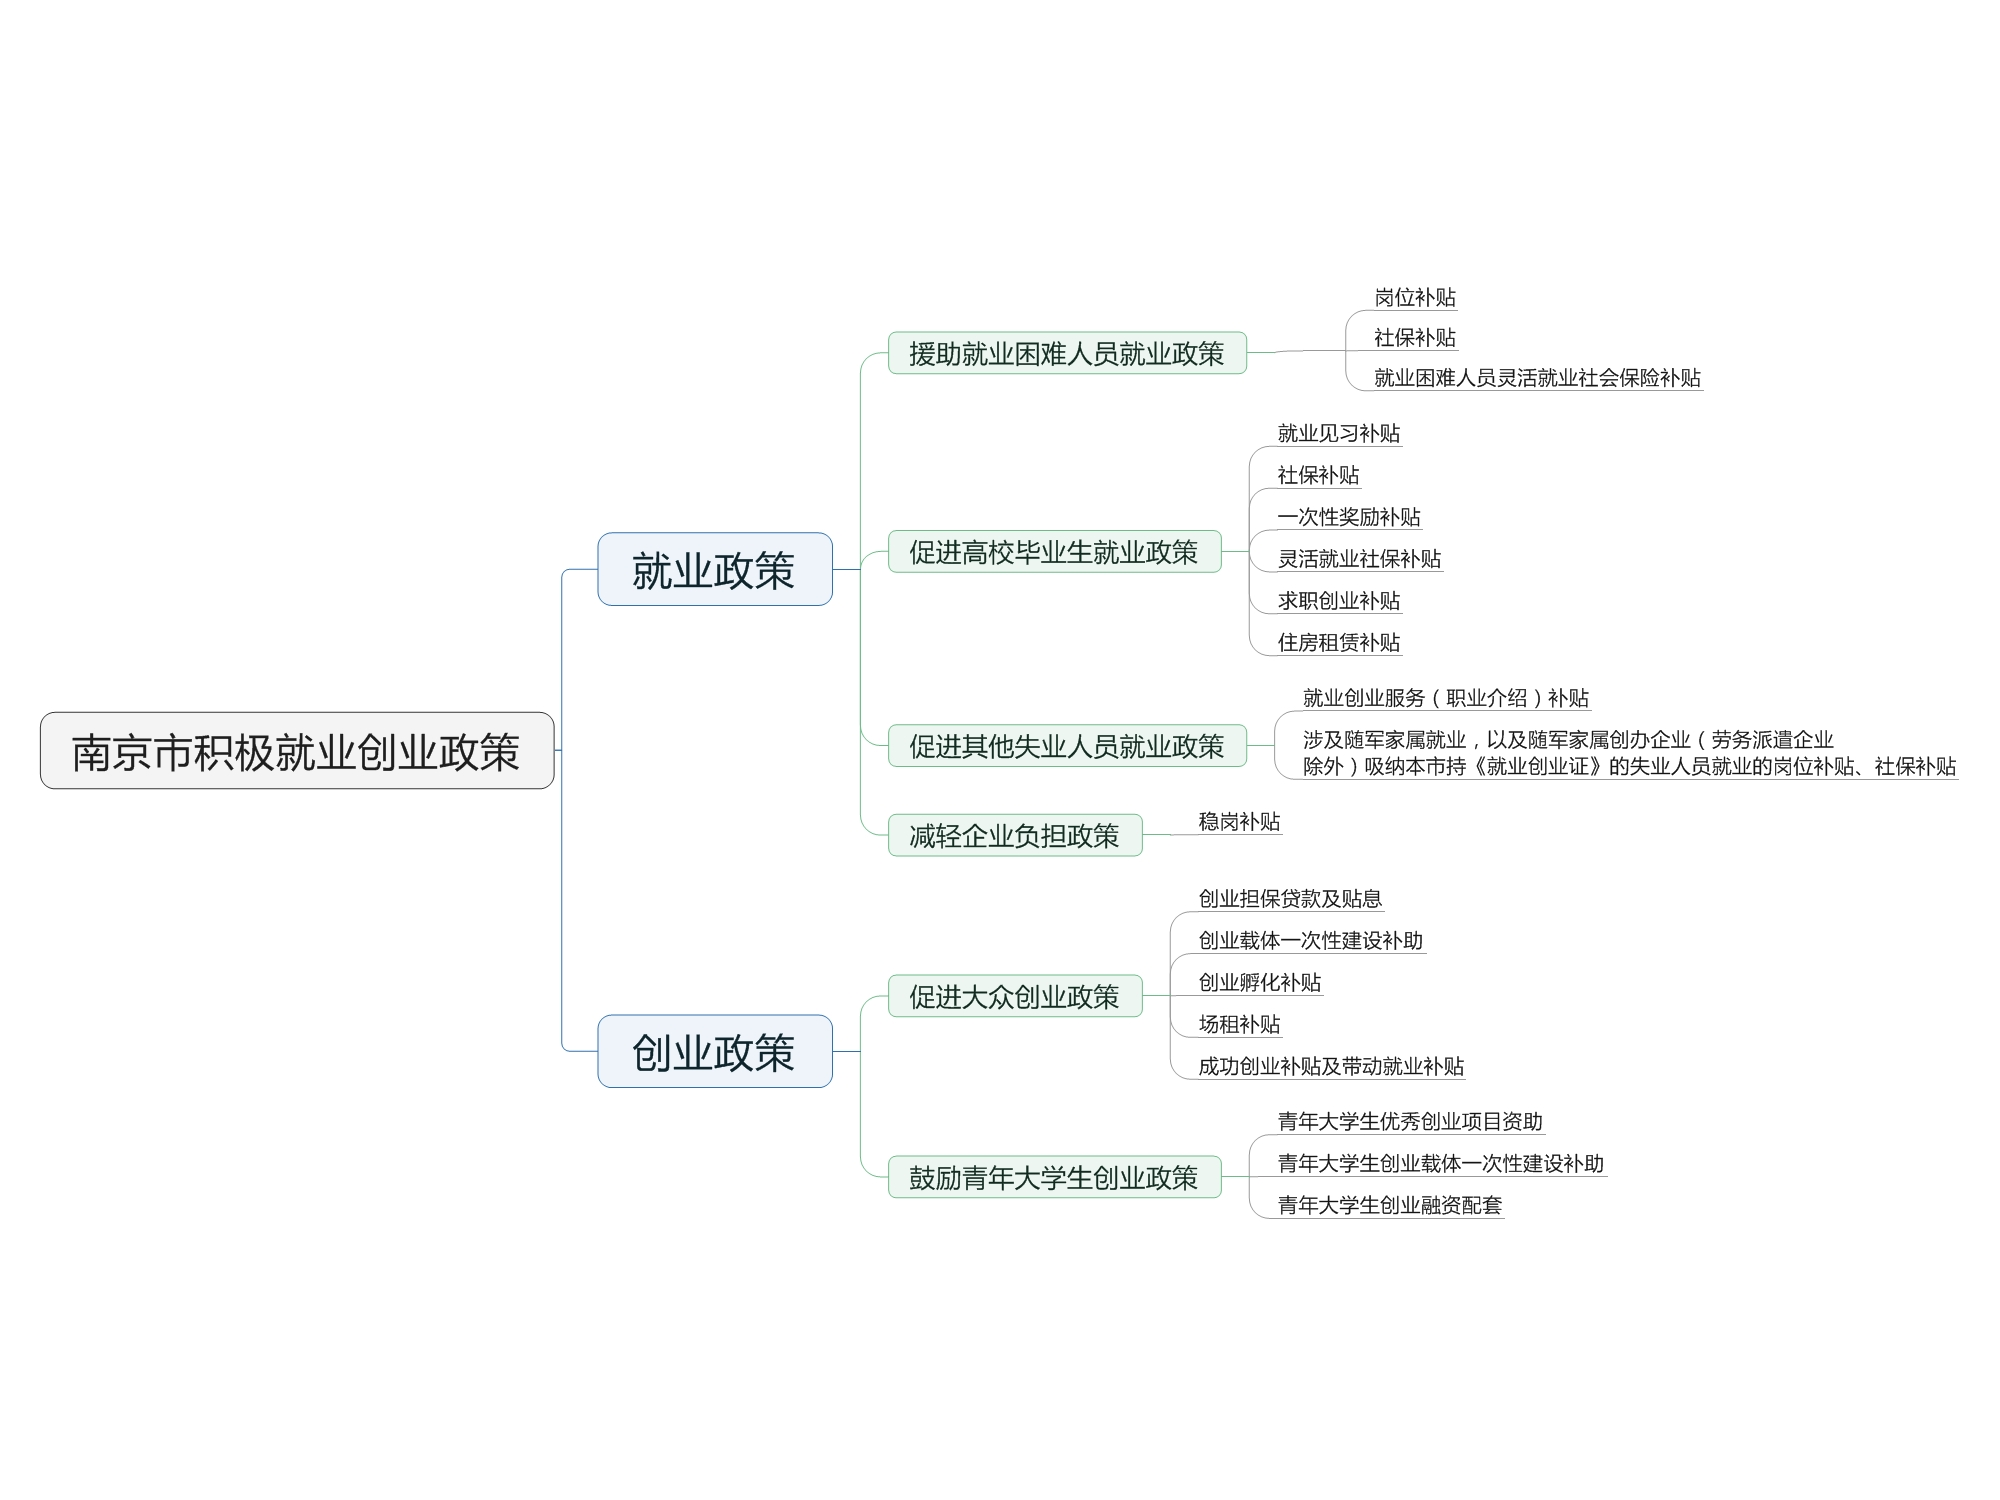 南京市积极就业创业政策
就业政策
援助就业困难人员就业政策
岗位补贴
社保补贴
就业困难人员灵活就业社会保险补贴
促进高校毕业生就业政策
就业见习补贴
社保补贴
一次性奖励补贴
灵活就业社保补贴
求职创业补贴
住房租赁补贴
促进其他失业人员就业政策
就业创业服务（职业介绍）补贴
涉及随军家属就业，以及随军家属创办企业（劳务派遣企业
除外）吸纳本市持《就业创业证》的失业人员就业的岗位补贴、社保补贴
减轻企业负担政策
稳岗补贴
创业政策
促进大众创业政策
创业担保贷款及贴息
创业载体一次性建设补助
创业孵化补贴
场租补贴
成功创业补贴及带动就业补贴
鼓励青年大学生创业政策
青年大学生优秀创业项目资助
青年大学生创业载体一次性建设补助
青年大学生创业融资配套